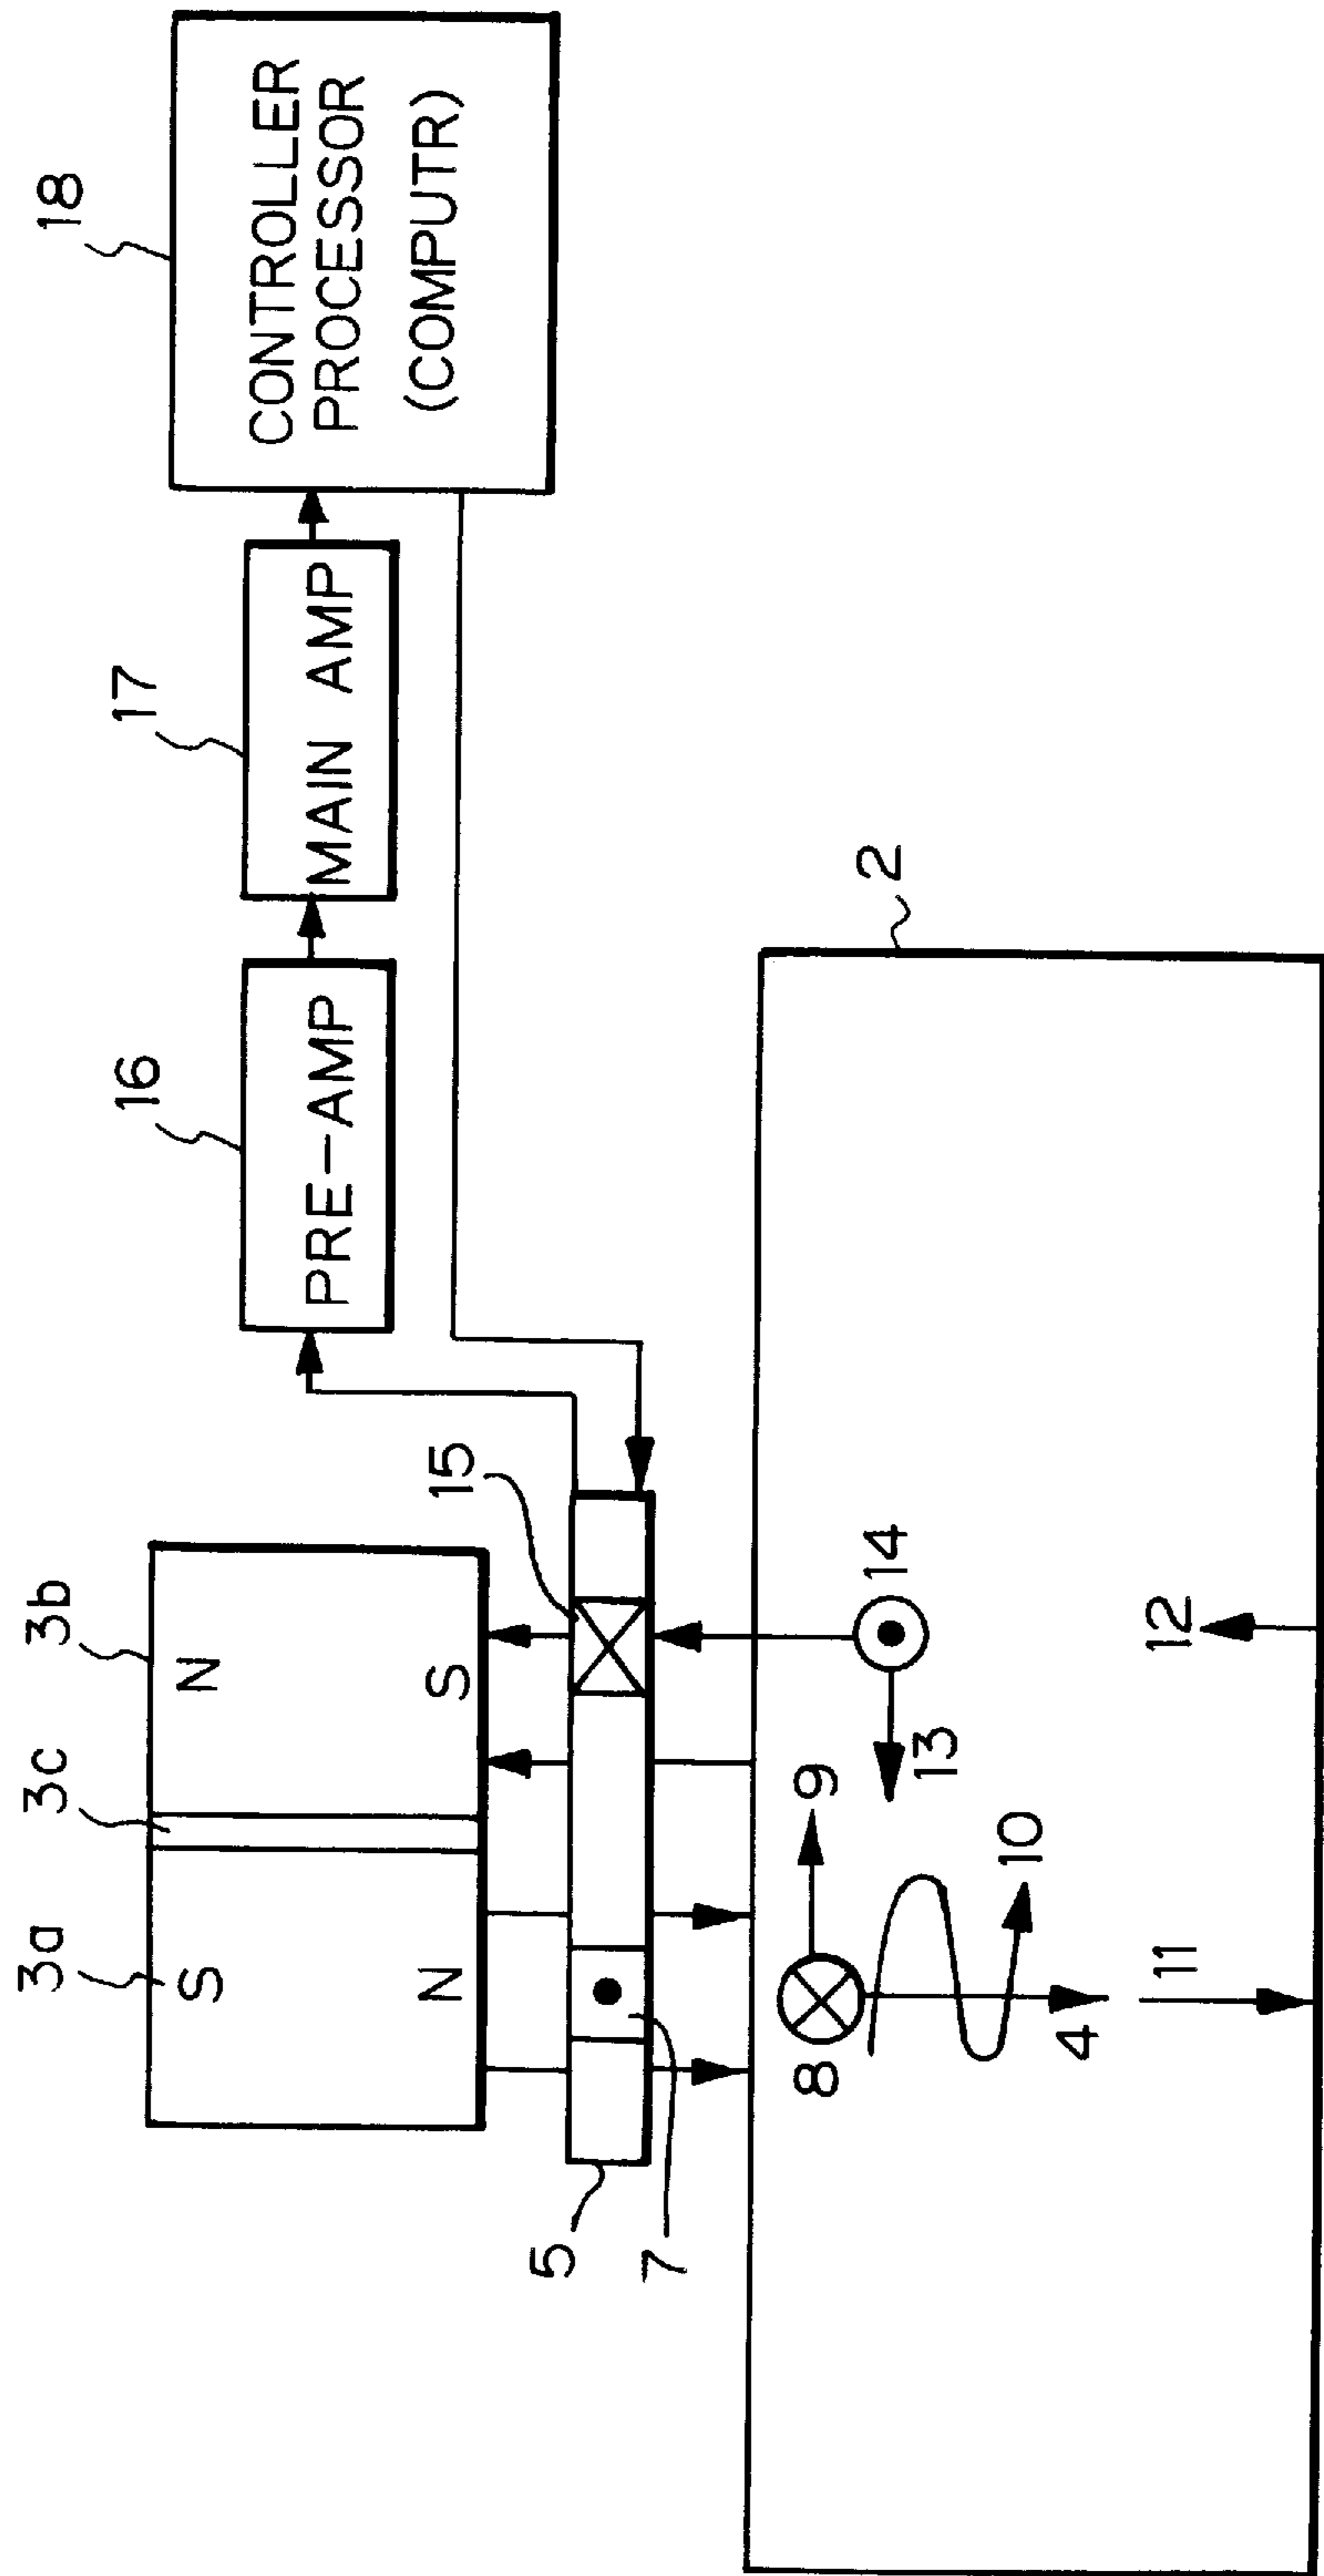 18
CONTROLLER
PROCESSOR
(COMPUTR)
17
MAIN AMP
16
PRE-AMP
3a
3c
3b
S
N
N
S
15
5
7
2
8
9
14
13
10
4
11
12